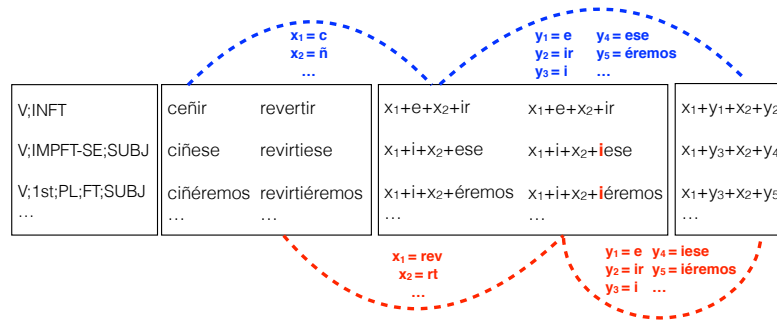 x1 = c
x2 = ñ
...
y1 = e y4 = ese
y2 = ir y5 = éremos
y3 = i ...
V;INFT ceñir revertir x1+e+x2+ir x1+e+x2+ir x1+y1+x2+y2
V;IMPFT-SE;SUBJ ciñese revirtiese x1+i+x2+ese x1+i+x2+iese x1+y3+x2+y4
V;1st;PL;FT;SUBJ ciñéremos revirtiéremos x1+i+x2+éremos x1+i+x2+iéremos x1+y3+x2+y5
... ... ... ... ...
x1 = rev
x2 = rt
...
y1 = e y4 = iese
y2 = ir y5 = iéremos
y3 = i ...